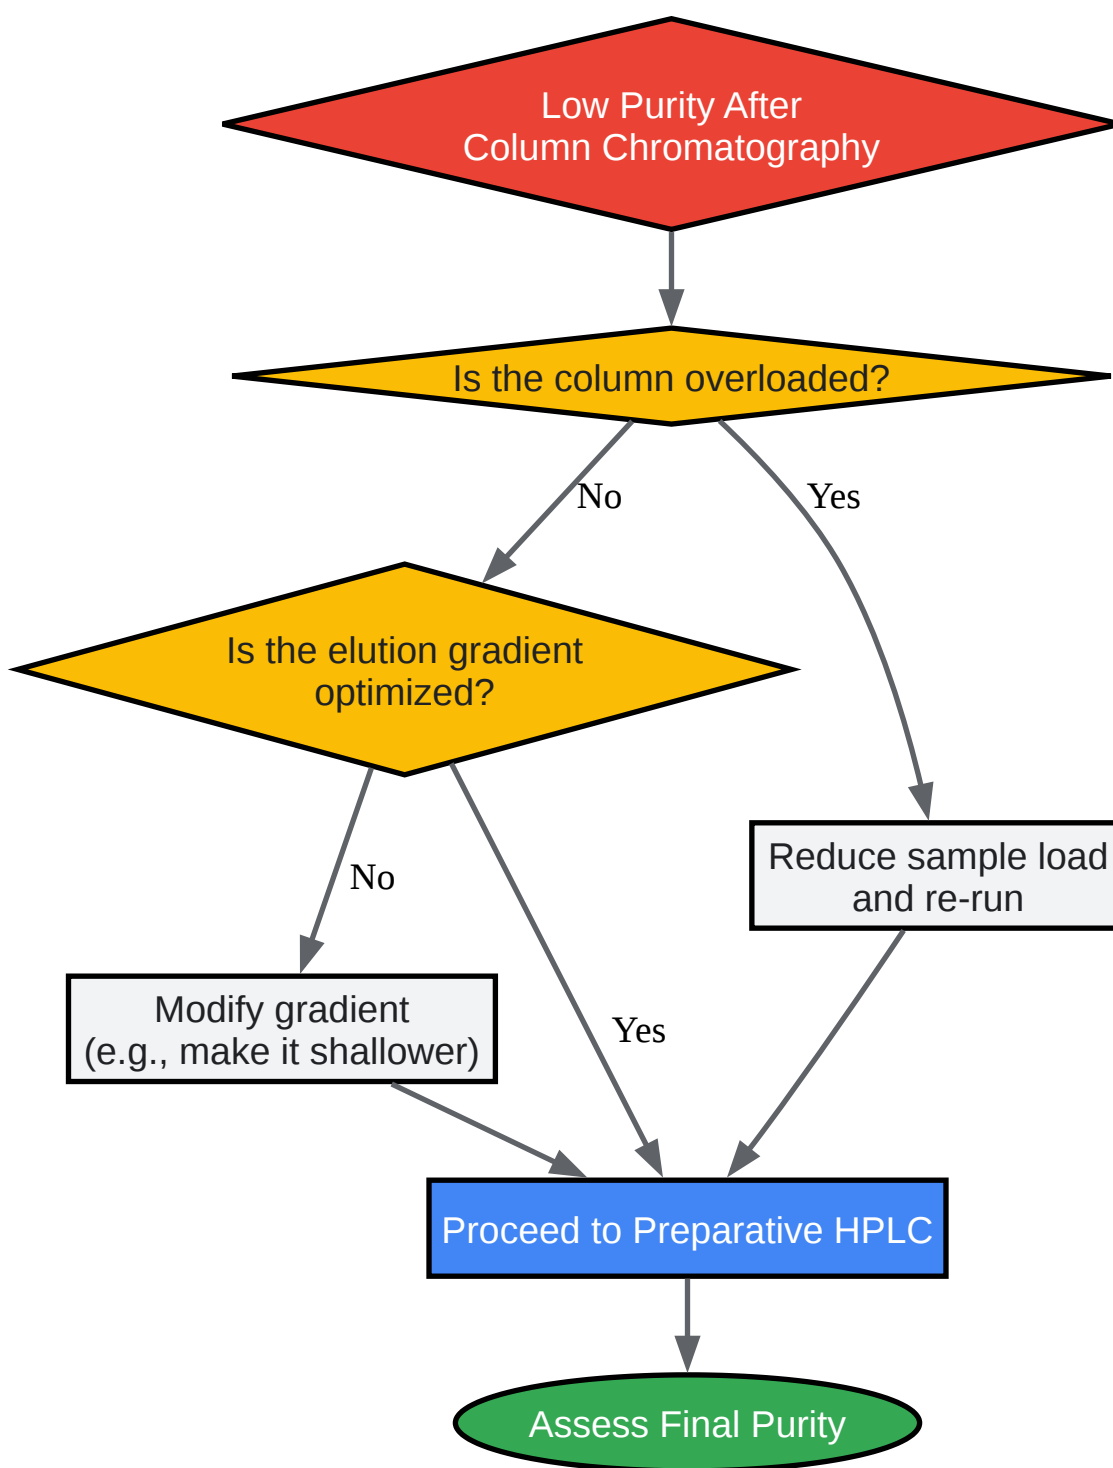 Low Purity After
Column Chromatography
Is the column overloaded?
No
Yes
Is the elution gradient
optimized?
Reduce sample load
and re-run
No
Modify gradient
(e.g., make it shallower)
Yes
Proceed to Preparative HPLC
Assess Final Purity